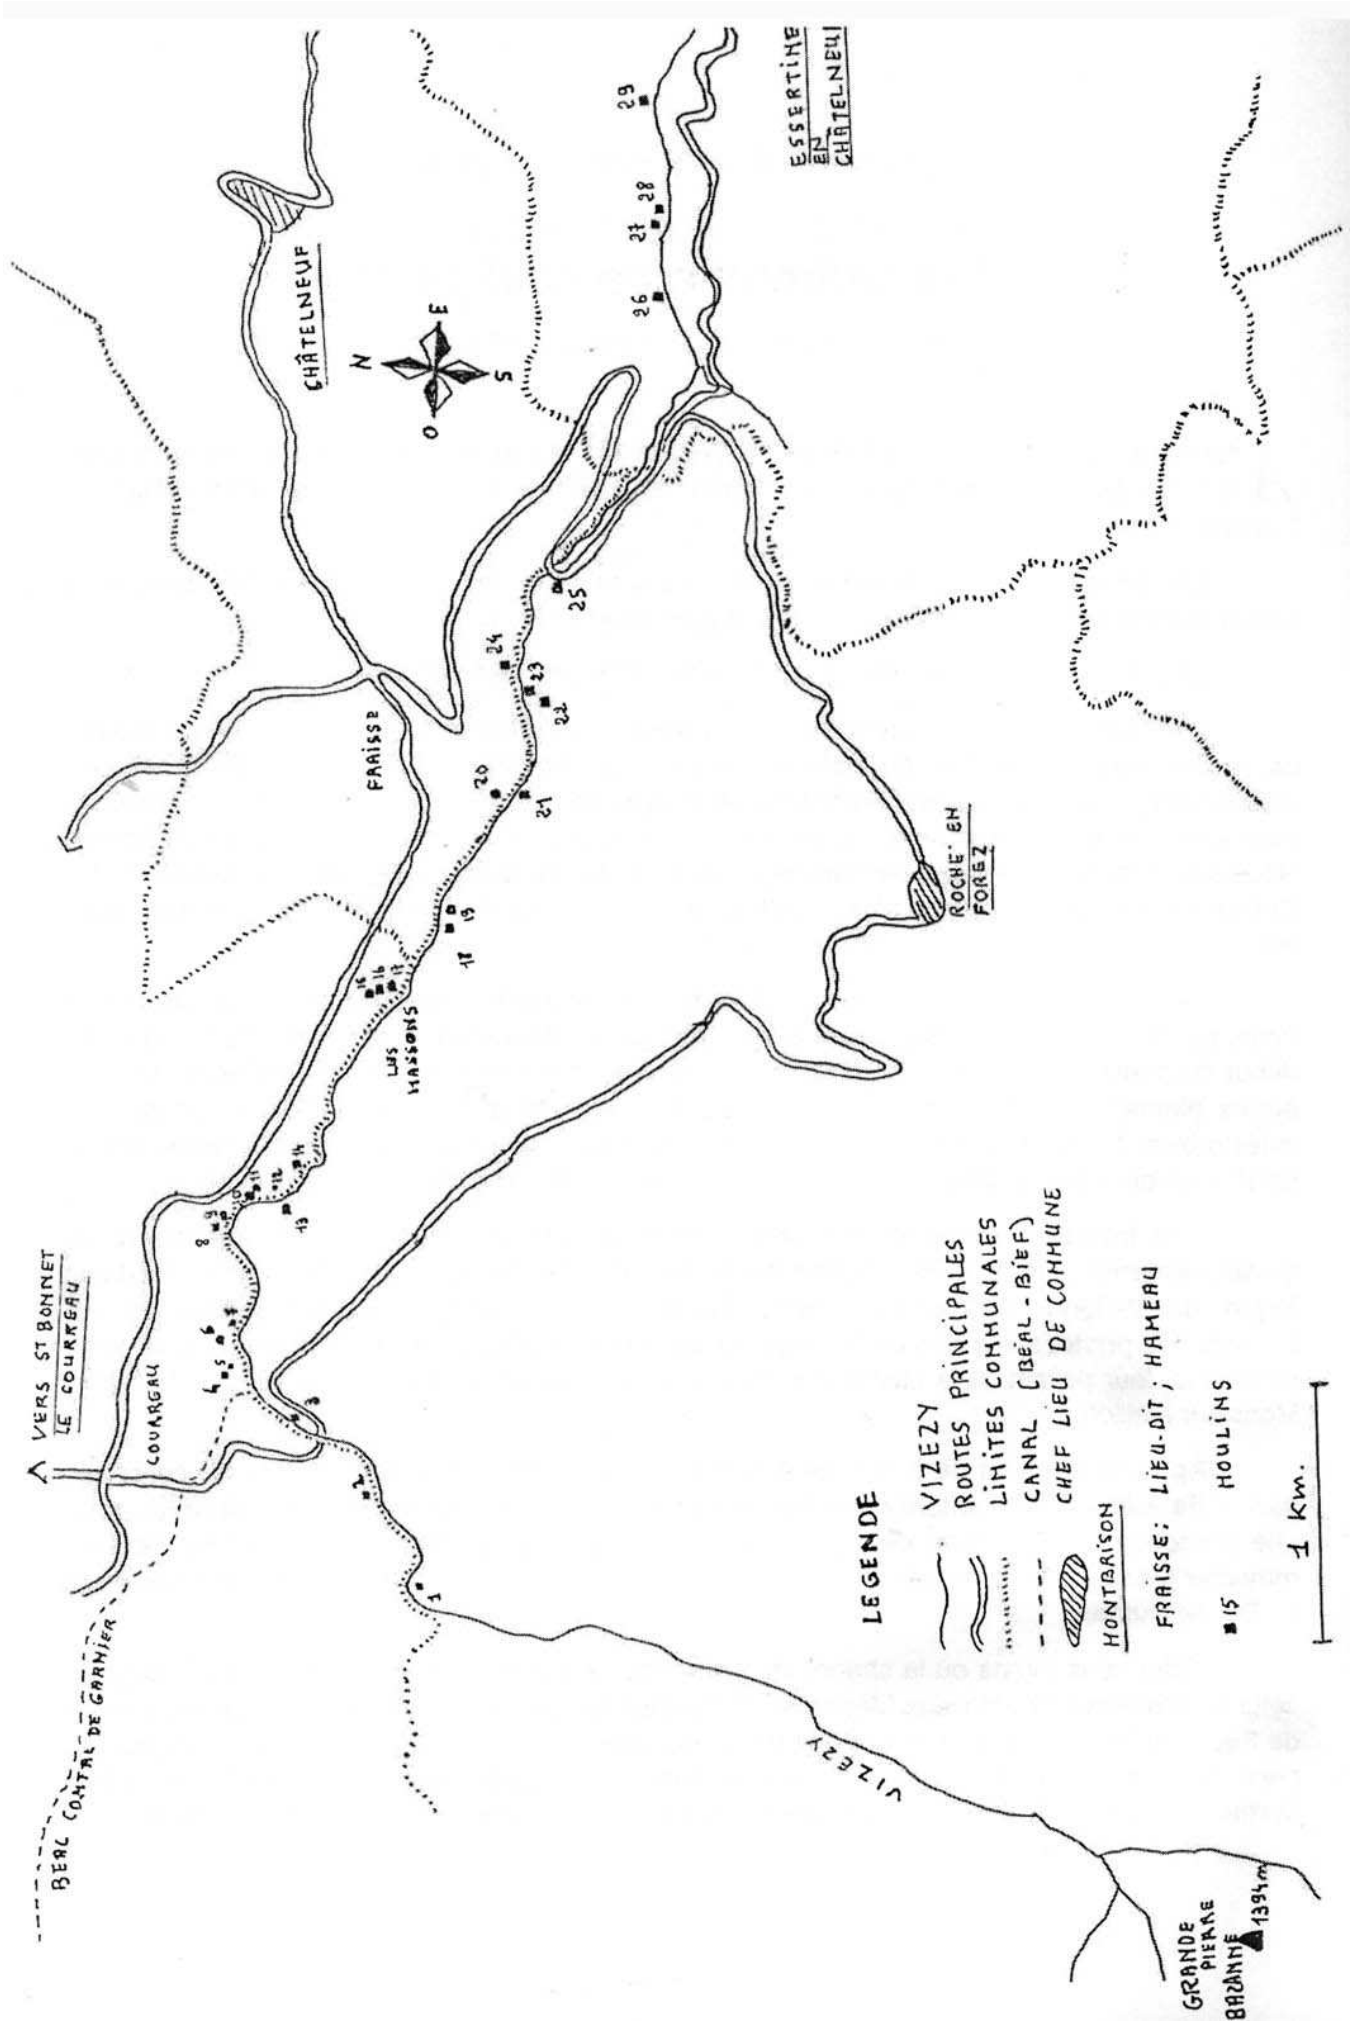 VERS ST BONNET
LE COURREAU
CHÂTELNEUF
N
E
S
O
ESSERTINE
EN
CHATELNEUF
COUARGEAU
BEAL COMTAL DE GARNIER
FRAISSE
LES
MASSONS
ROCHE EN
FOREZ
VIZEZY
GRANDE
PIERRE
BAZANNE
1394m
1
2
3
4
5
6
7
8
9
10
11
12
13
14
15
16
17
18
19
20
21
22
23
24
25
26
27
28
29
LEGENDE
VIZEZY
ROUTES PRINCIPALES
LIMITES COMMUNALES
CANAL (BÉAL-BIEF)
CHEF LIEU DE COMMUNE
MONTBRISON
FRAISSE: LIEU-DIT, HAMEAU
15 MOULINS
1 Km.